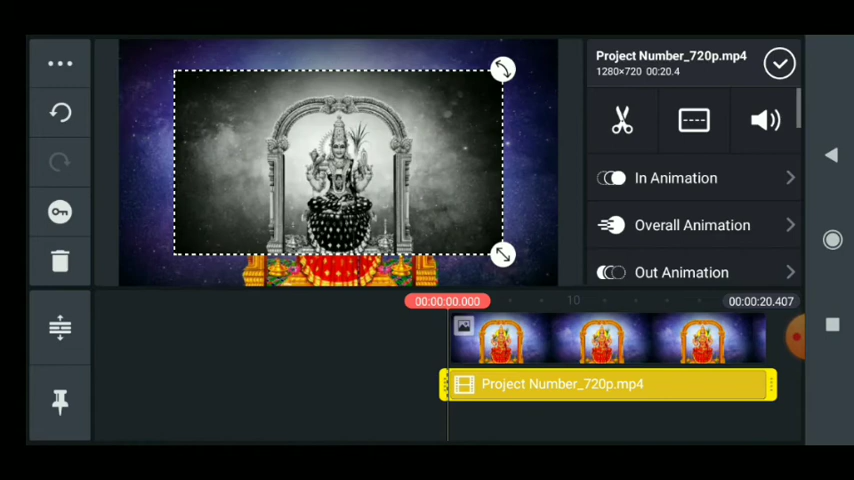 Project Number_720p.mp4
1280×720 00:20.4
In Animation
Overall Animation
Out Animation
00:00:00.000
10
00:00:20.407
Project Number_720p.mp4